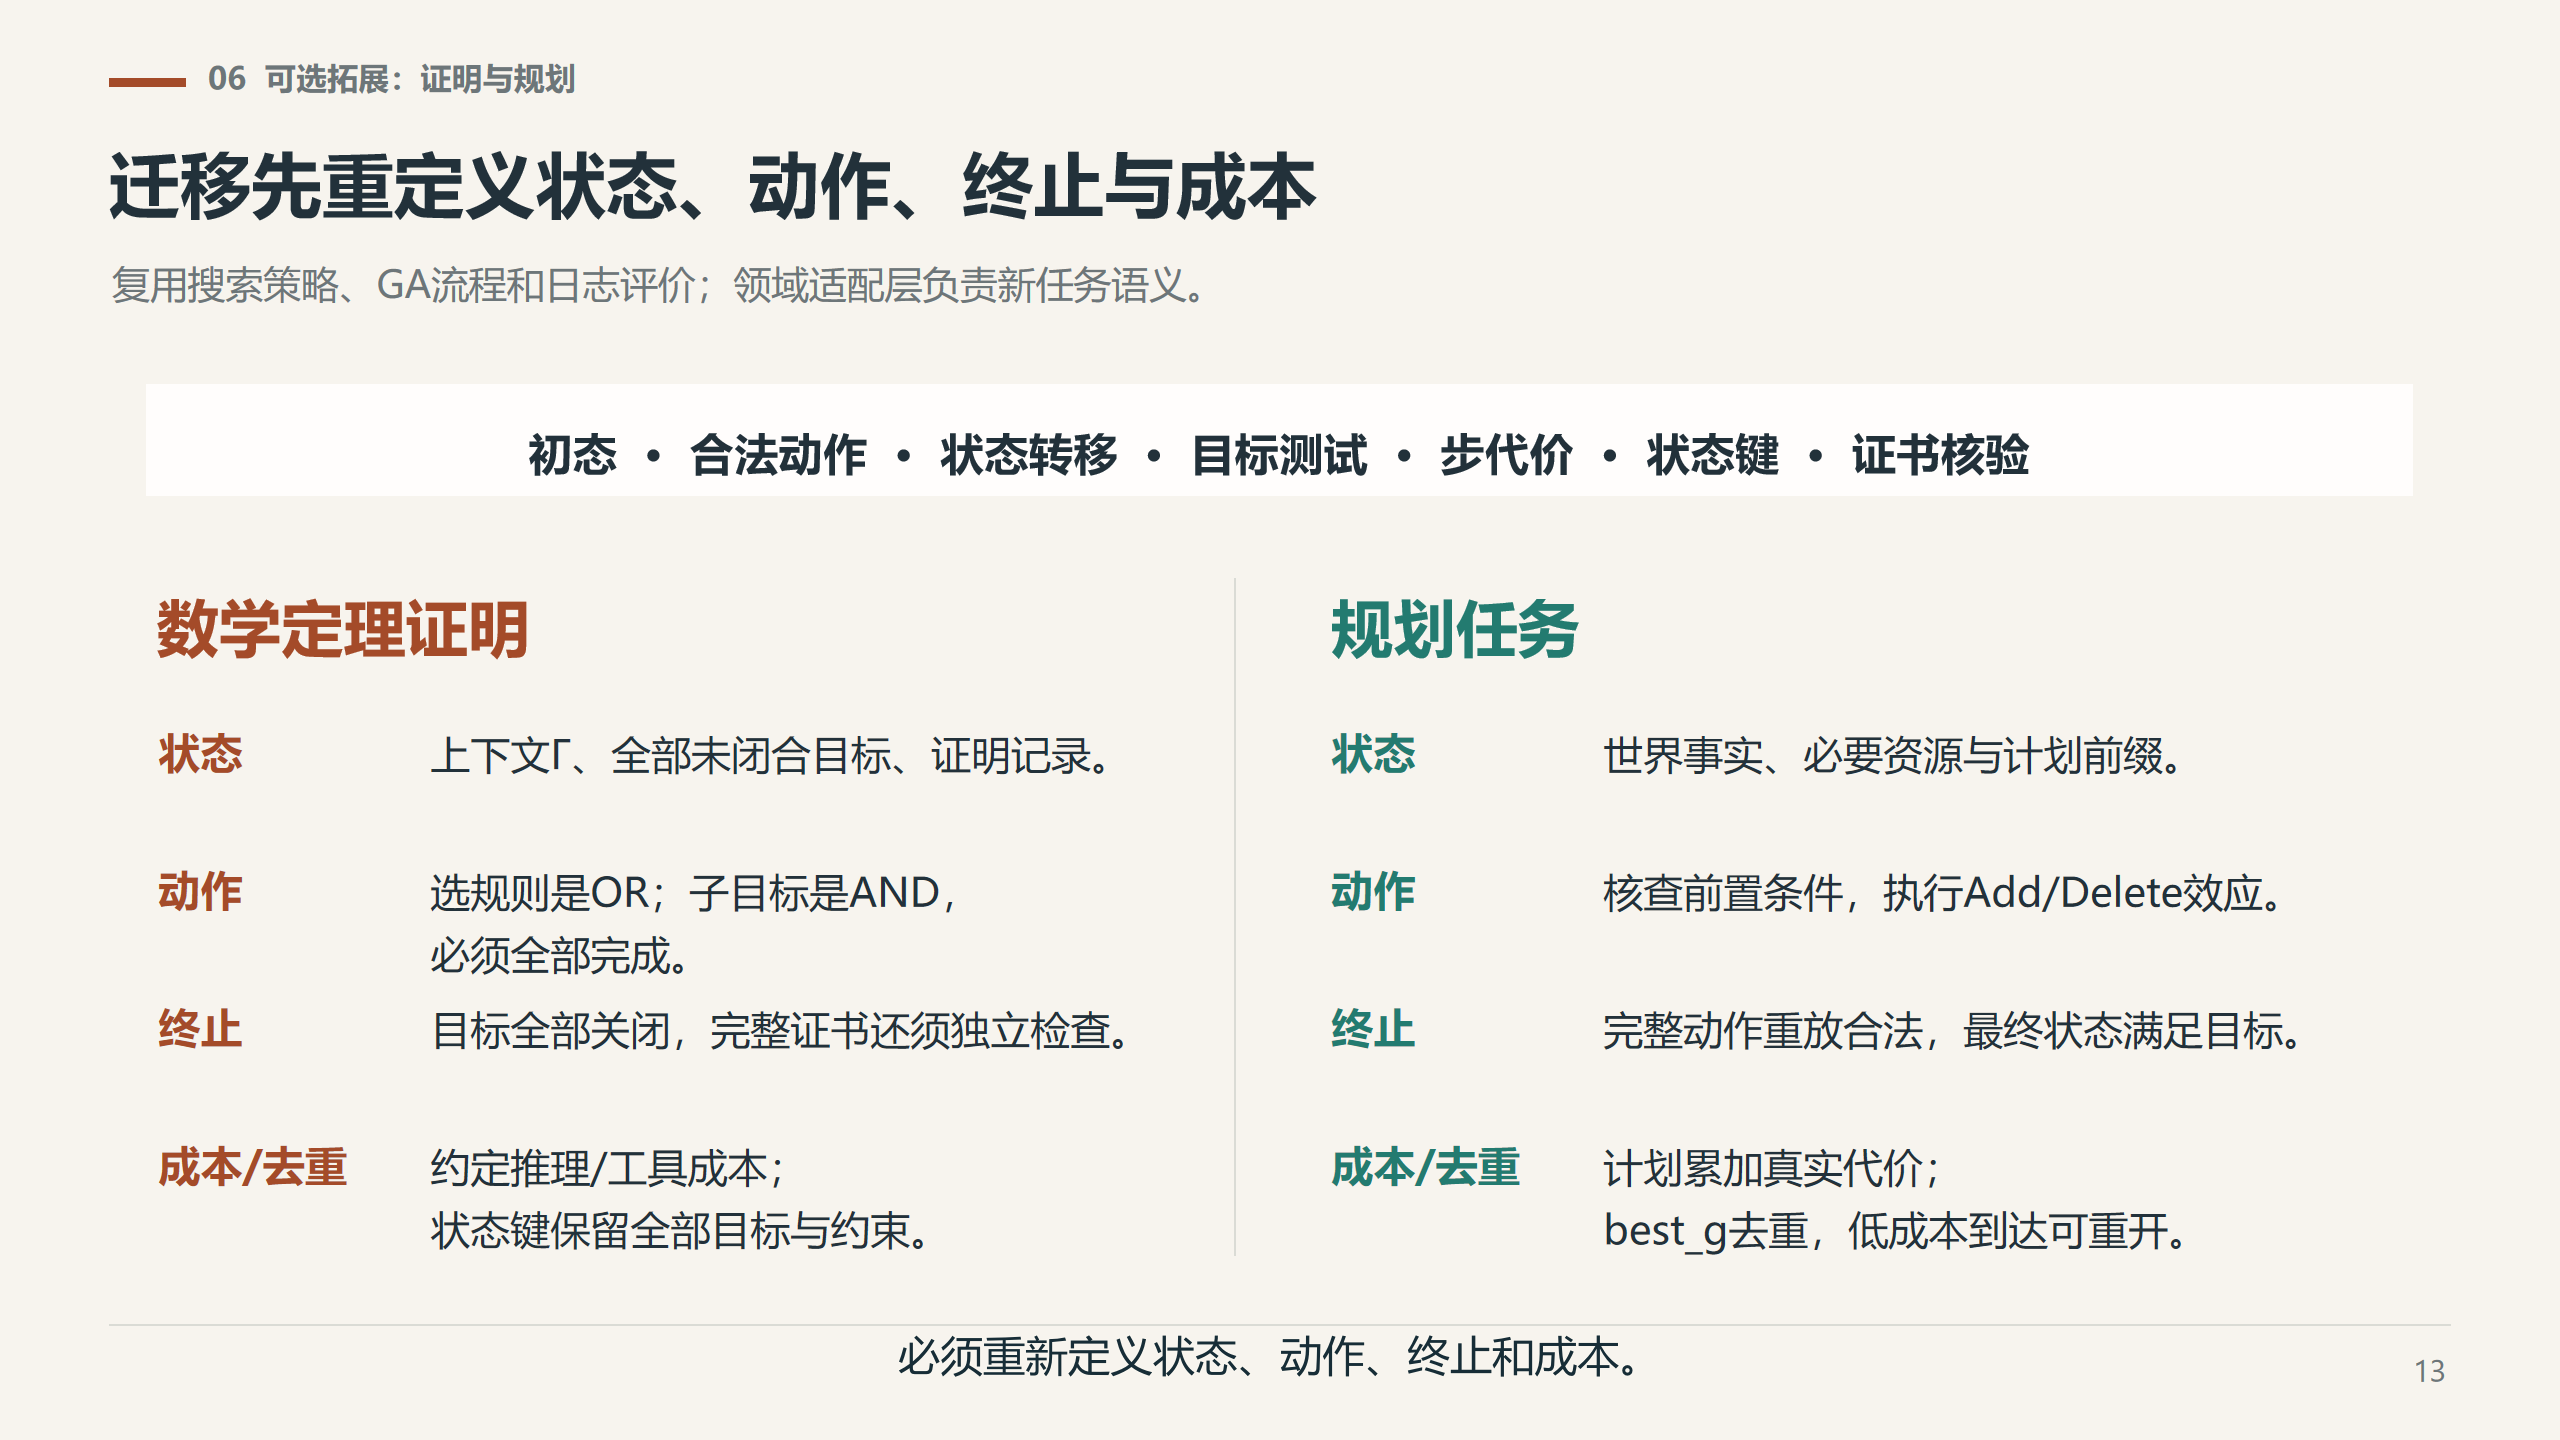 06 可选拓展：证明与规划
迁移先重定义状态、动作、终止与成本
复用搜索策略、GA流程和日志评价；领域适配层负责新任务语义。
初态 • 合法动作 • 状态转移 • 目标测试 • 步代价 • 状态键 • 证书核验
数学定理证明
状态 上下文Γ、全部未闭合目标、证明记录。
动作 选规则是OR；子目标是AND，
必须全部完成。
终止 目标全部关闭，完整证书还须独立检查。
成本/去重 约定推理/工具成本；
状态键保留全部目标与约束。
规划任务
状态 世界事实、必要资源与计划前缀。
动作 核查前置条件，执行Add/Delete效应。
终止 完整动作重放合法，最终状态满足目标。
成本/去重 计划累加真实代价；
best_g去重，低成本到达可重开。
必须重新定义状态、动作、终止和成本。
13